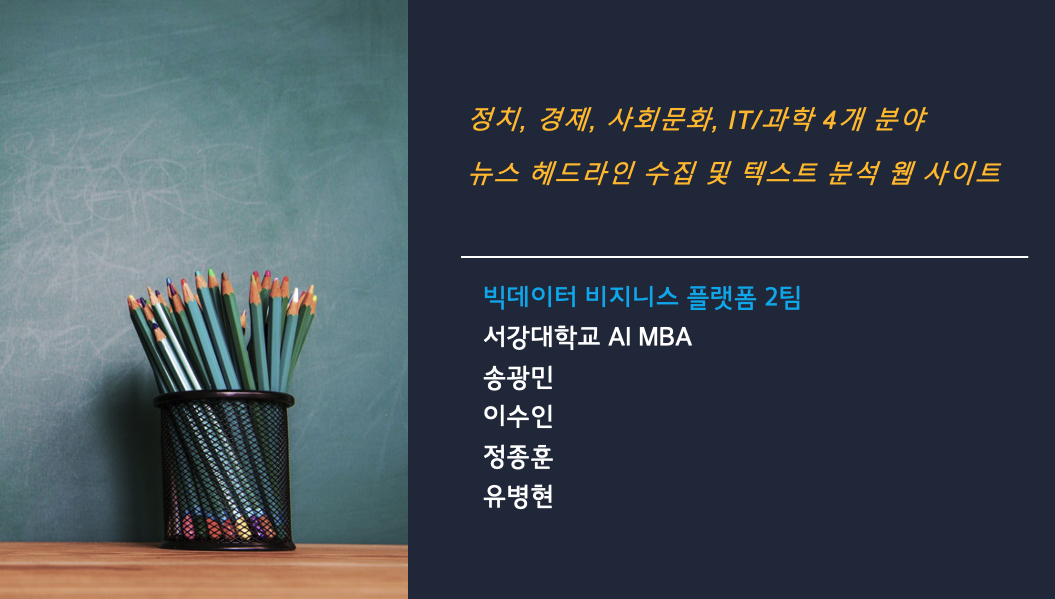 정치, 경제, 사회문화, IT/과학 4개 분야
뉴스 헤드라인 수집 및 텍스트 분석 웹 사이트
빅데이터 비지니스 플랫폼 2팀
서강대학교 AI MBA
송광민
이수인
정종훈
유병현